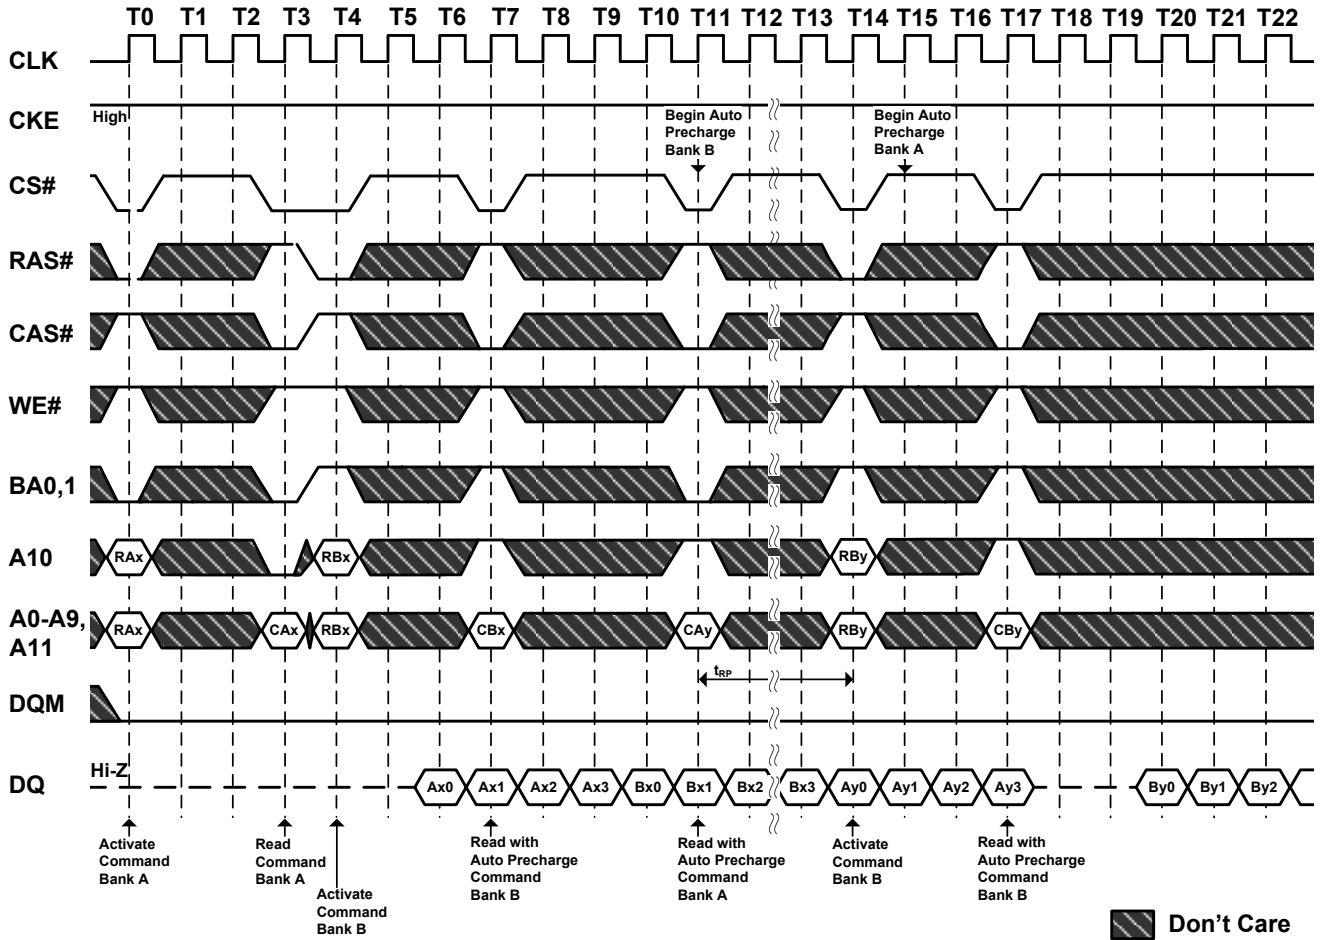 T0 T1 T2 T3 T4 T5 T6 T7 T8 T9 T10 T11 T12 T13 T14 T15 T16 T17 T18 T19 T20 T21 T22
CLK
CKE
High
Begin Auto
Precharge
Bank B
Begin Auto
Precharge
Bank A
CS#
RAS#
CAS#
WE#
BA0,1
A10
RAx RBx RBy
A0-A9,
A11
RAx CAx RBx CBx CAy RBy CBy
tRP
DQM
DQ
Hi-Z
Ax0 Ax1 Ax2 Ax3 Bx0 Bx1 Bx2 Bx3 Ay0 Ay1 Ay2 Ay3 By0 By1 By2
Activate
Command
Bank A
Read
Command
Bank A
Activate
Command
Bank B
Read with
Auto Precharge
Command
Bank B
Read with
Auto Precharge
Command
Bank A
Activate
Command
Bank B
Read with
Auto Precharge
Command
Bank B
Don't Care